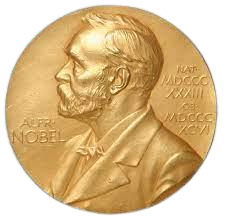 ALFR·
NOBEL
NAT·
MDCCC
XXXIII
OB·
MDCCC
XCVI